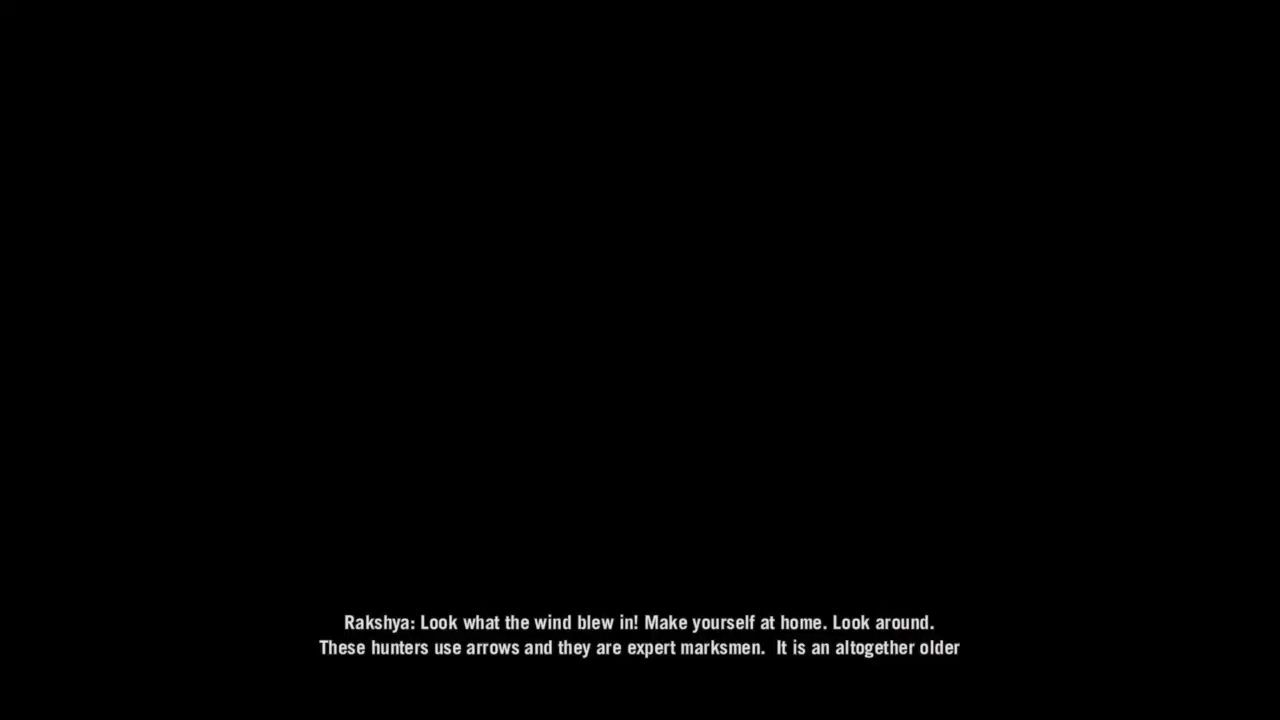 Rakshya: Look what the wind blew in! Make yourself at home. Look around.
These hunters use arrows and they are expert marksmen.  It is an altogether older